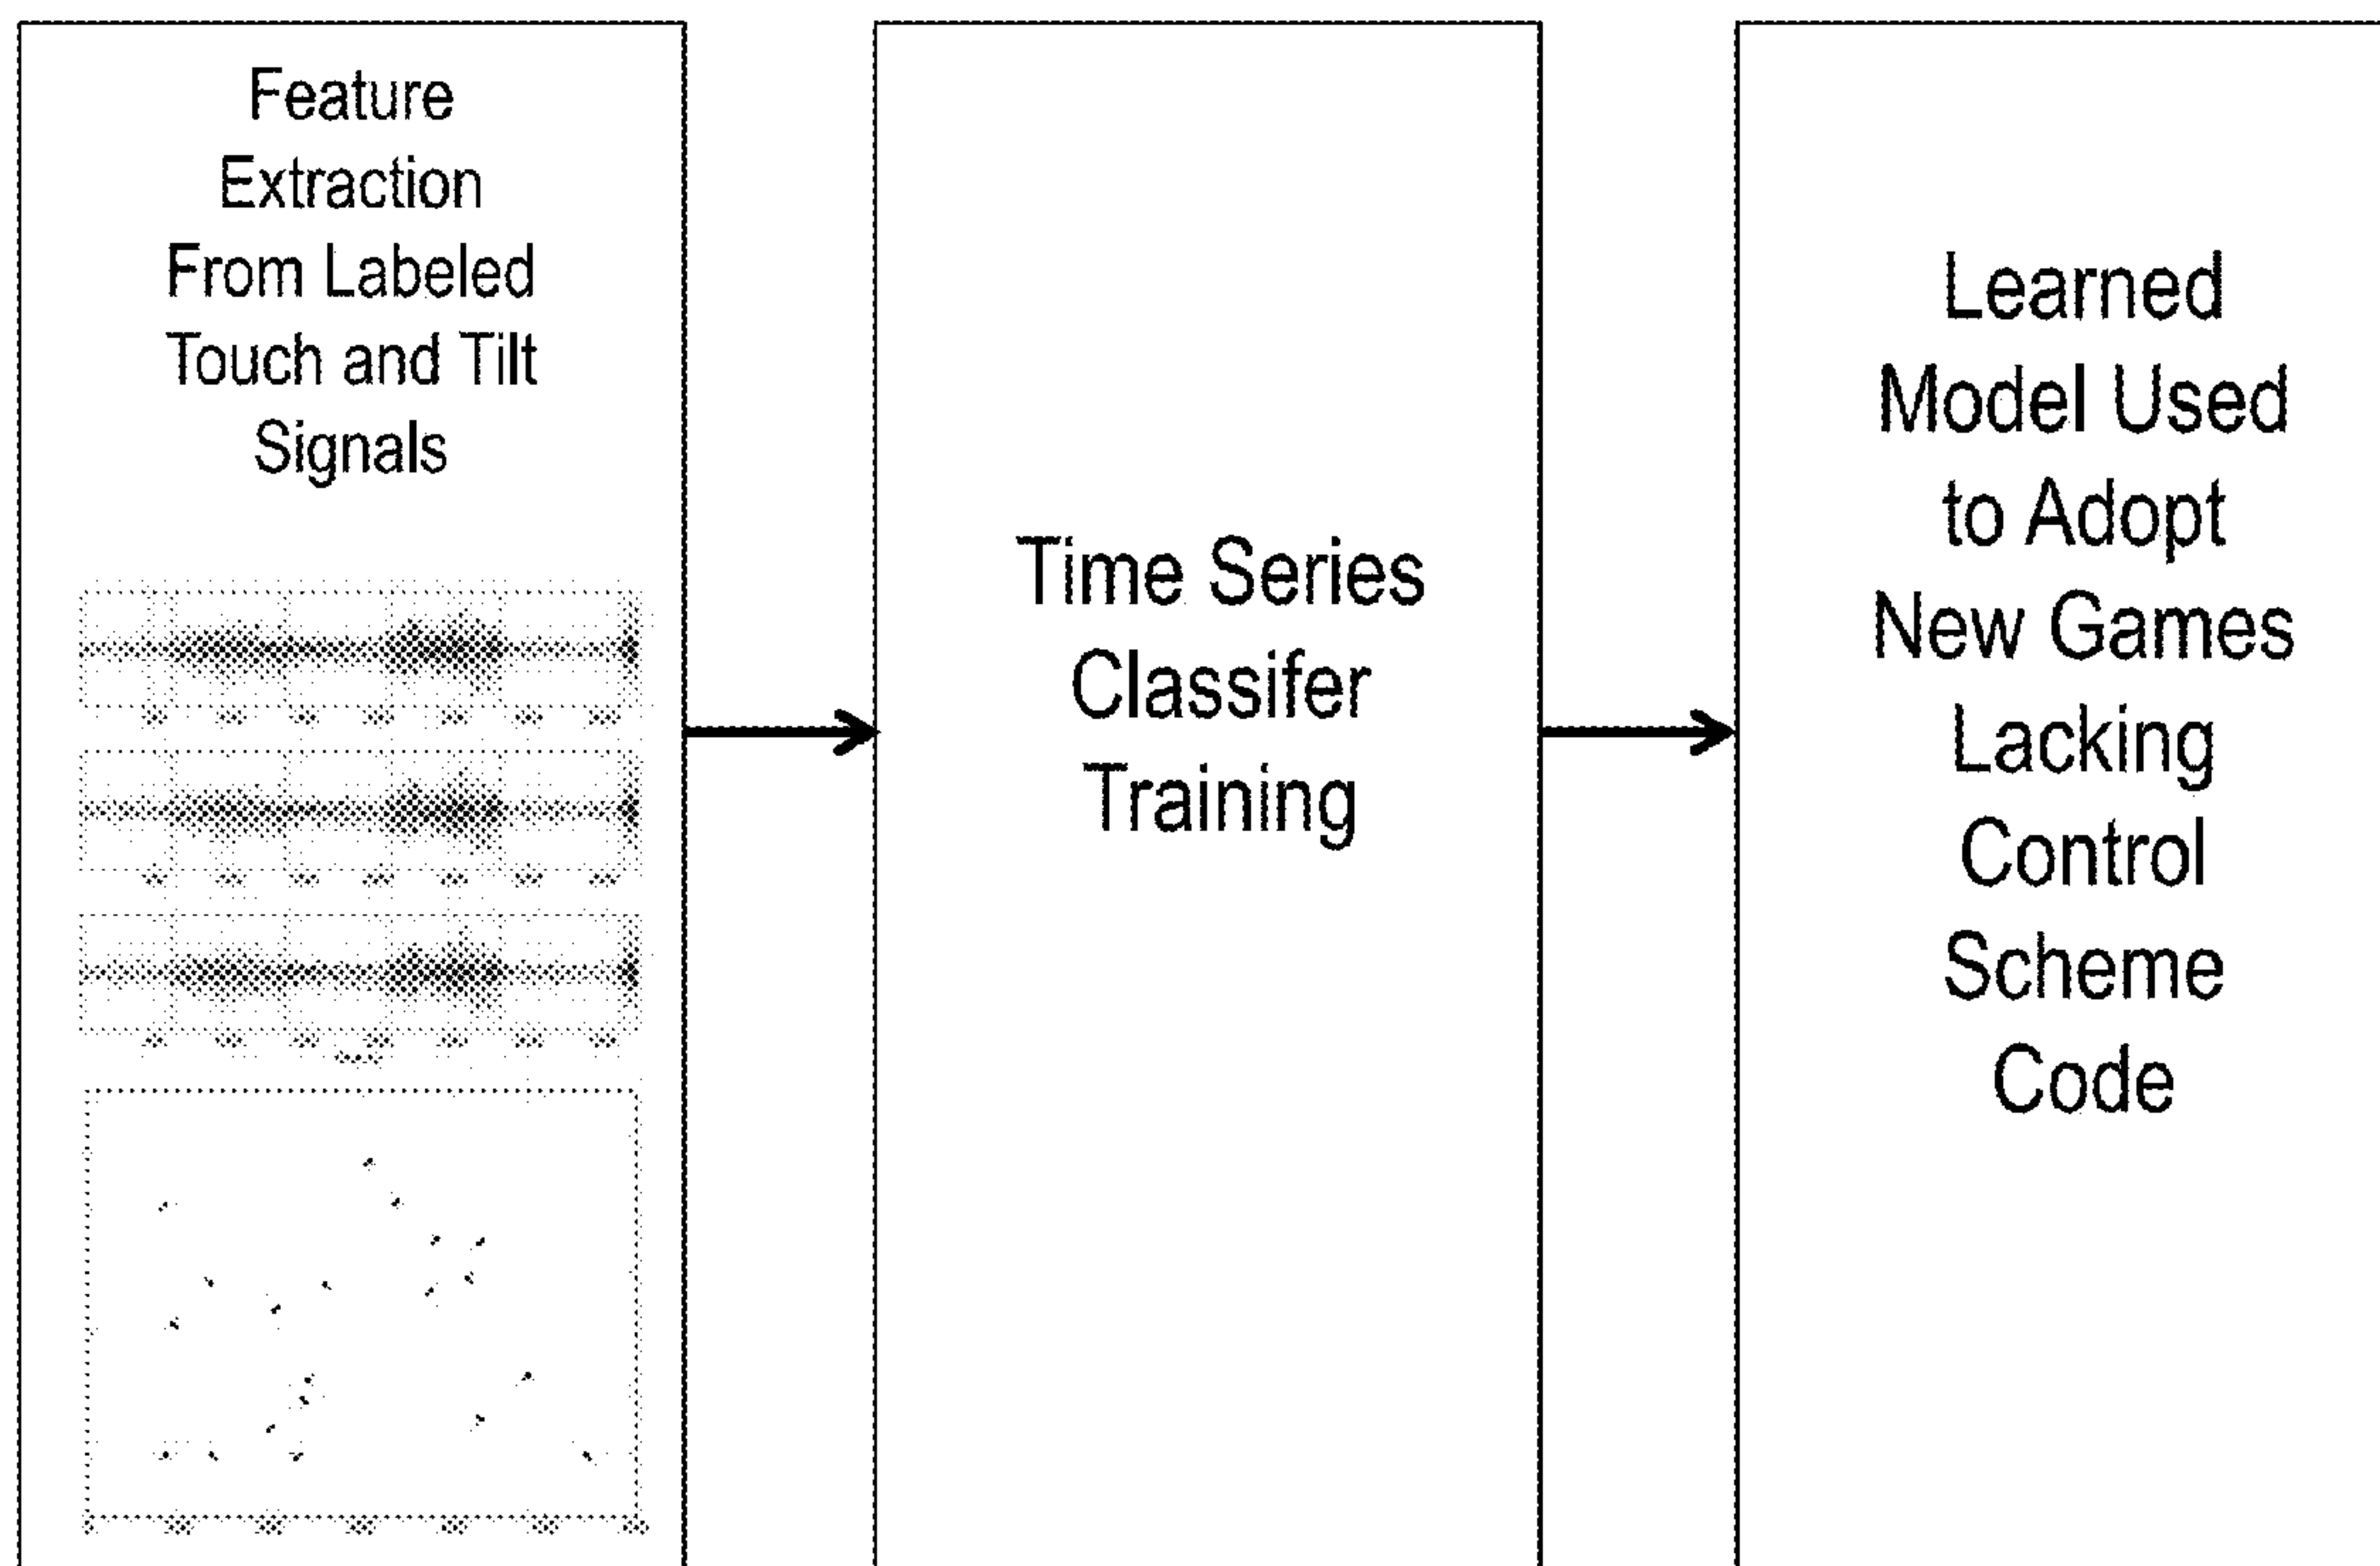 Feature
Extraction
From Labeled
Touch and Tilt
Signals
Time Series
Classifer
Training
Learned
Model Used
to Adopt
New Games
Lacking
Control
Scheme
Code